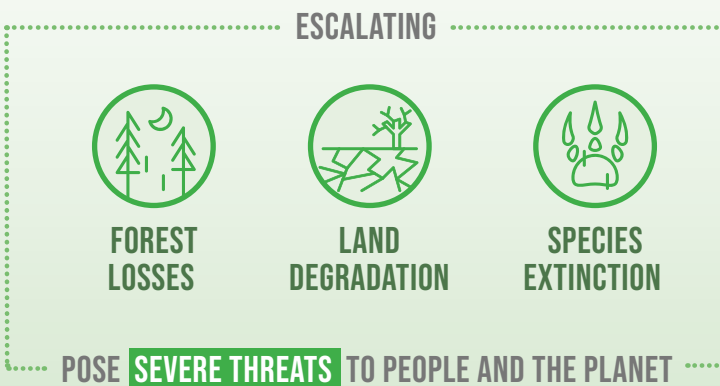 ESCALATING
FOREST
LOSSES
LAND
DEGRADATION
SPECIES
EXTINCTION
POSE SEVERE THREATS TO PEOPLE AND THE PLANET